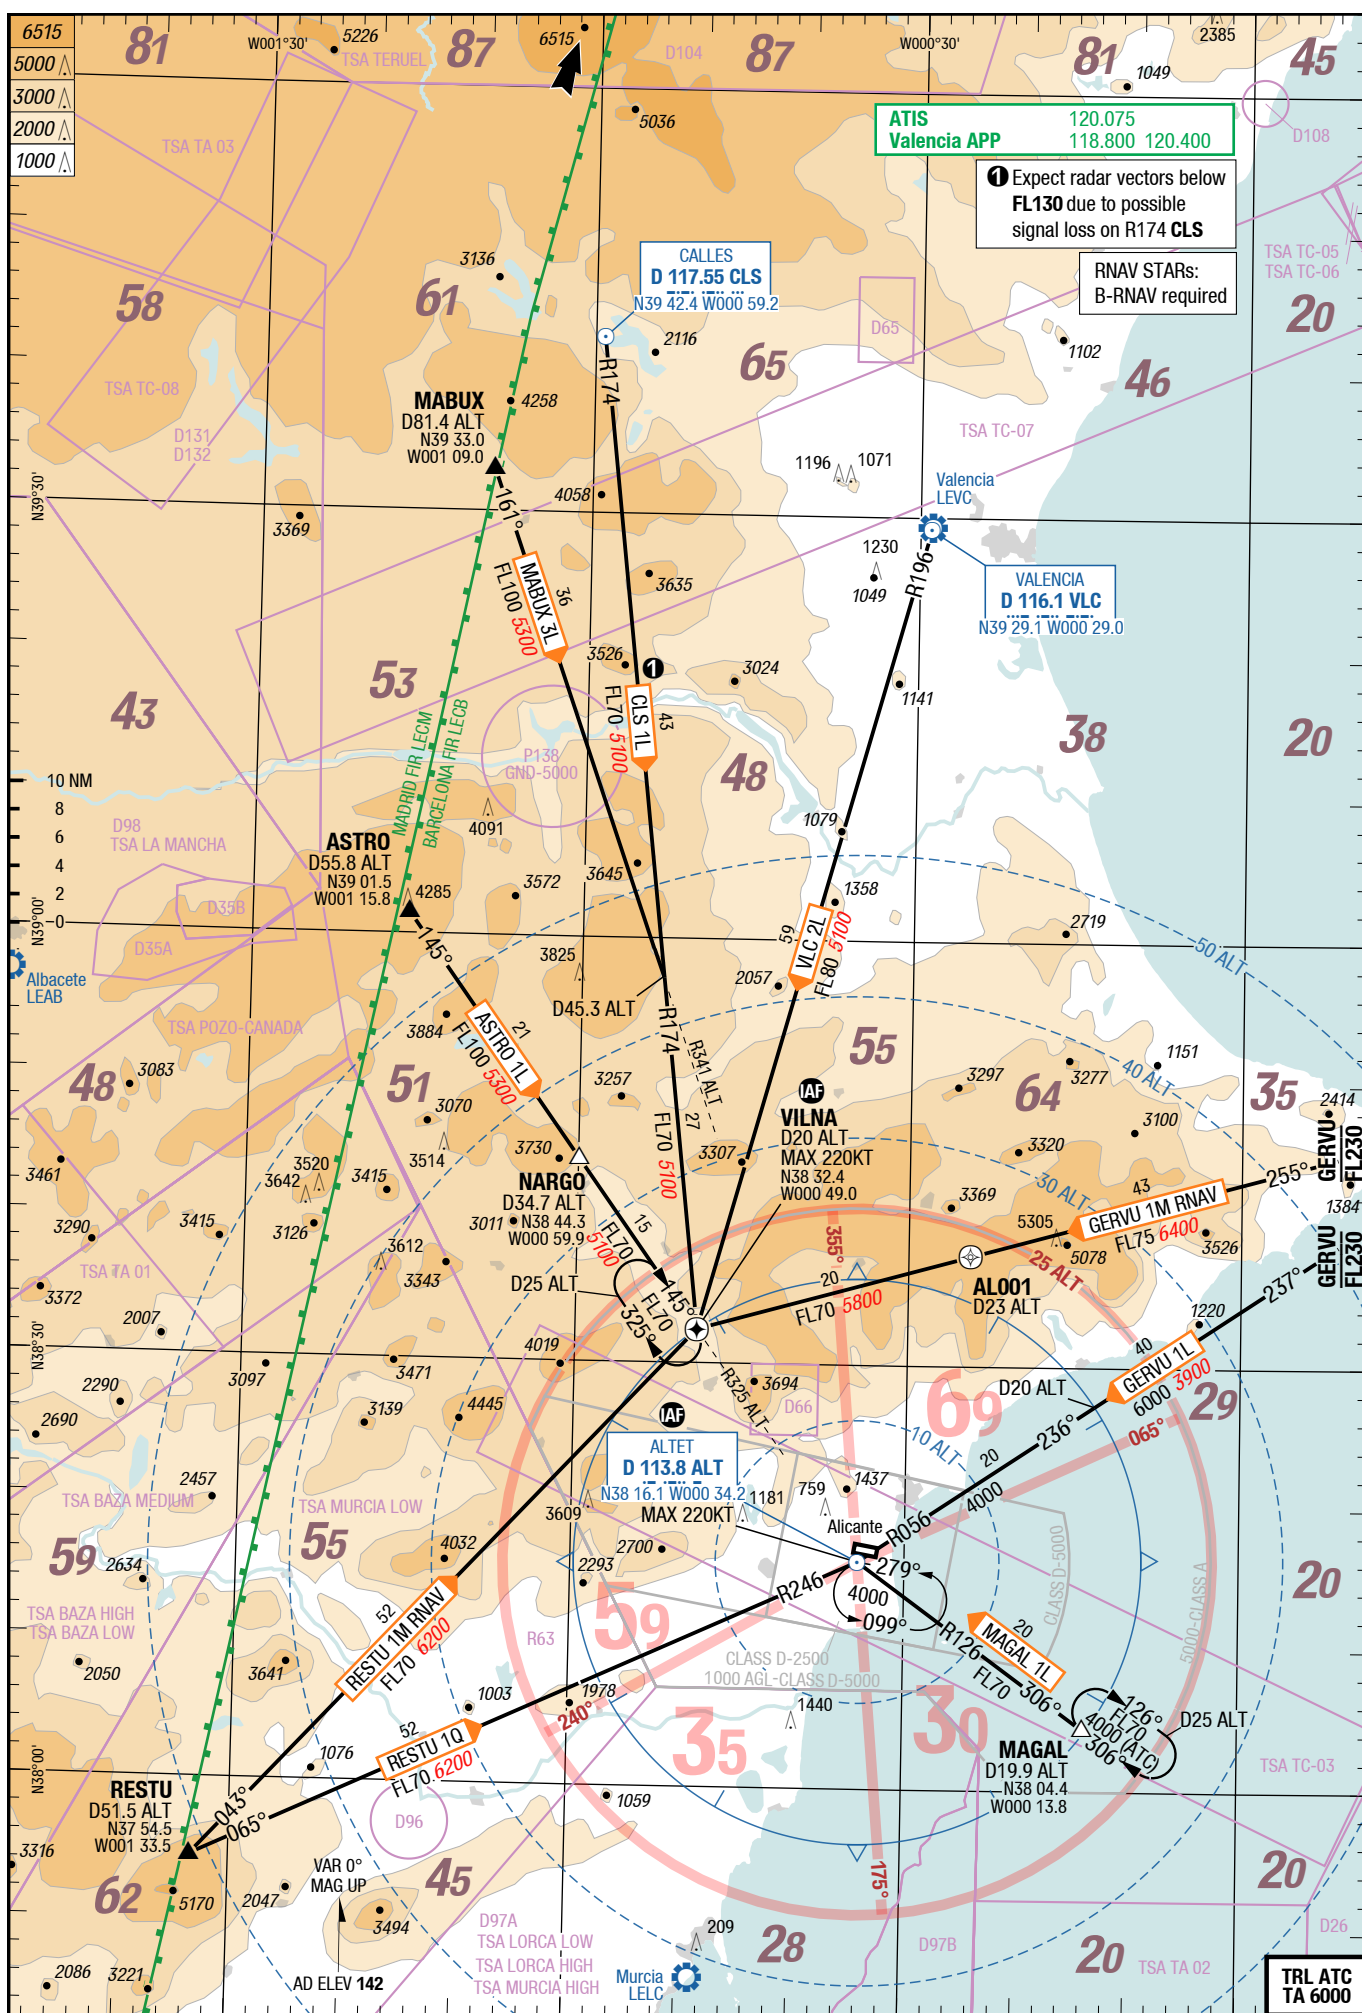 6515
5000
3000
2000
1000
81
W001°30'
5226
TSA TERUEL
87
6515
D104
87
W000°30'
81
2385
1049
45
5036
TSA TA 03
ATIS 120.075
Valencia APP 118.800 120.400
D108
1 Expect radar vectors below
FL130 due to possible
signal loss on R174 CLS
TSA TC-05
TSA TC-06
RNAV STARs:
B-RNAV required
3136
58
61
CALLES
D 117.55 CLS
N39 42.4 W000 59.2
20
D65
2116
65
1102
46
R174
TSA TC-08
MABUX
D81.4 ALT
N39 33.0
W001 09.0
4258
D131
D132
TSA TC-07
1196
1071
N39°30'
161°
4058
Valencia
LEVC
3369
1230
1049
R196
3635
VALENCIA
D 116.1 VLC
N39 29.1 W000 29.0
36
MABUX 3L
FL100 5300
3526
1
3024
1141
53
43
CLS 1L
FL70 5100
43
38
20
MADRID FIR LECM
BARCELONA FIR LECB
P138
GND-5000
48
10 NM
8
6
4
2
0
D98
TSA LA MANCHA
4091
1079
ASTRO
D55.8 ALT
N39 01.5
W001 15.8
4285
3572
3645
1358
D35B
D35A
N39°00'
2719
59
VLC 2L
FL80 5100
50 ALT
145°
3825
2057
Albacete
LEAB
D45.3 ALT
R174
R341 ALT
TSA POZO-CANADA
3884
21
ASTRO 1L
FL100 5300
55
1151
48
3083
51
3257
27
IAF
3297
3277
40 ALT
64
35
2414
3070
VILNA
D20 ALT
MAX 220KT
N38 32.4
W000 49.0
3100
3461
3520
3642
3415
3514
3730
FL70 5100
3307
3320
GERVU
FL230
NARGO
D34.7 ALT
N38 44.3
W000 59.9
30 ALT
43
255°
GERVU 1M RNAV
FL75 6400
1384
3290
3415
3126
3011
15
FL70
5100
3369
5305
5078
3526
3612
3343
355°
25 ALT
GERVU
FL230
TSA TA 01
D25 ALT
145°
FL70
325°
20
FL70 5800
AL001
D23 ALT
237°
3372
2007
1220
N38°30'
3097
3471
4019
R325 ALT
3694
40
GERVU 1L
6000 3900
2290
2690
3139
4445
IAF
D66
69
D20 ALT
29
236°
065°
ALTET
D 113.8 ALT
N38 16.1 W000 34.2
MAX 220KT
10 ALT
20
4000
2457
TSA BAZA MEDIUM
TSA MURCIA LOW
1181
759
1437
3609
Alicante
R056
59
55
2634
4032
2700
2293
279°
4000
099°
CLASS D-5000
20
TSA BAZA HIGH
TSA BAZA LOW
52
RESTU 1M RNAV
FL70 6200
R246
59
R63
R126
20
MAGAL 1L
FL70
306°
5000-CLASS A
2050
3641
CLASS D-2500
1000 AGL-CLASS D-5000
1003
1978
240°
1440
35
30
126°
FL70
4000 (ATC)
306°
D25 ALT
52
RESTU 1Q
FL70 6200
N38°00'
1076
MAGAL
D19.9 ALT
N38 04.4
W000 13.8
TSA TC-03
RESTU
D51.5 ALT
N37 54.5
W001 33.5
043°
065°
D96
1059
3316
VAR 0°
MAG UP
175°
62
5170
2047
45
3494
20
D97A
TSA LORCA LOW
TSA LORCA HIGH
TSA MURCIA HIGH
209
28
D97B
20
D26
TSA TA 02
2086
3221
AD ELEV 142
Murcia
LELC
TRL ATC
TA 6000